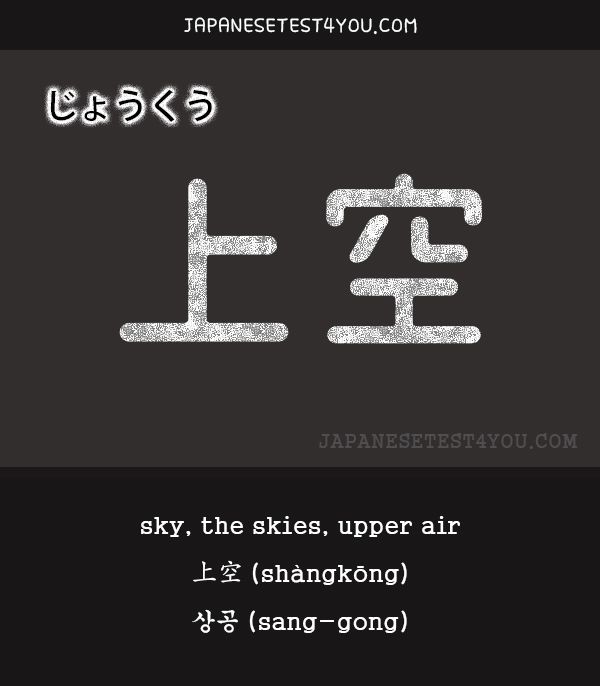 JAPANESETEST4YOU.COM
じょうくう
上空
JAPANESETEST4YOU.COM
sky, the skies, upper air
上空 (shàngkōng)
상공 (sang-gong)